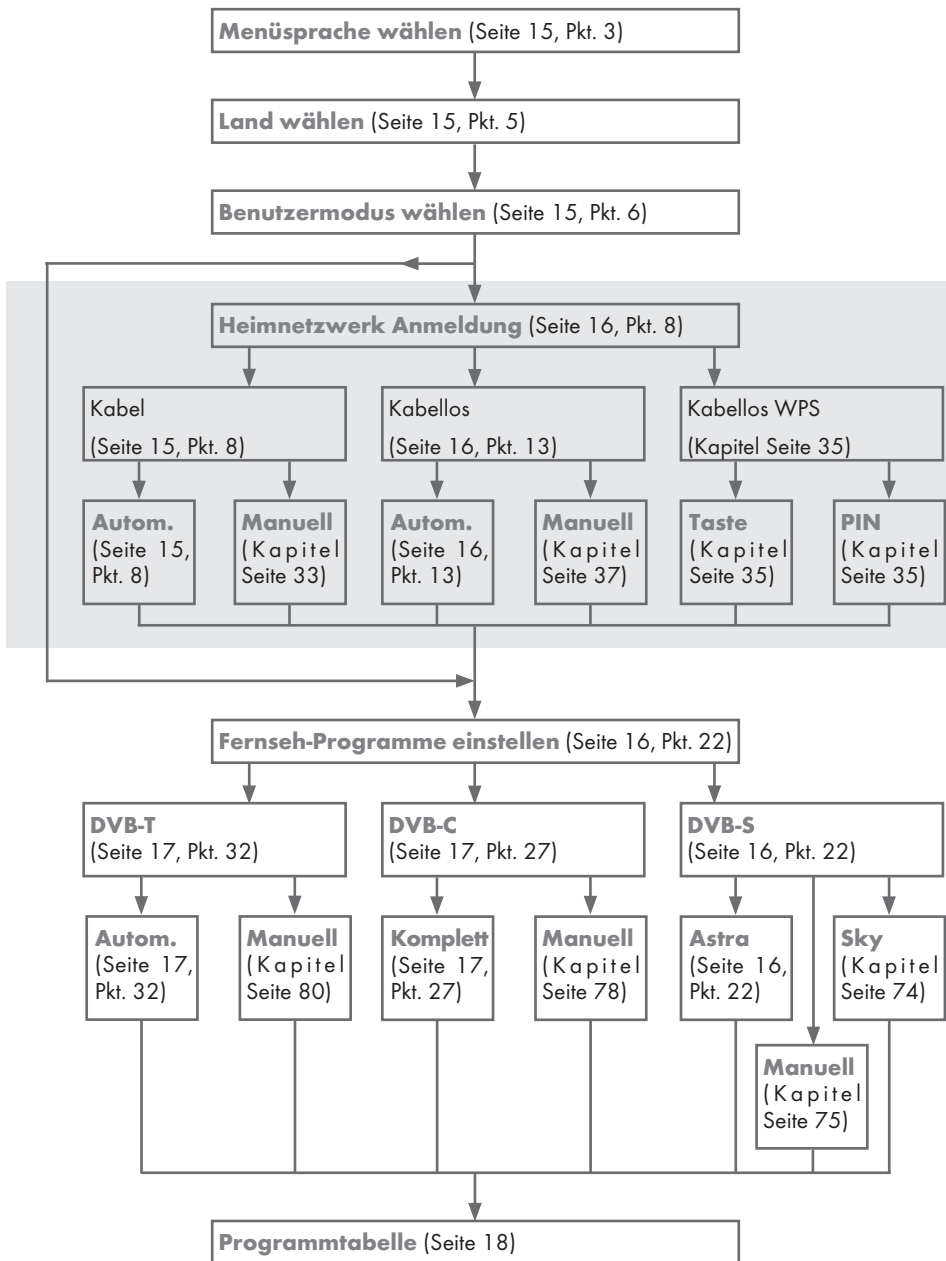 Menüsprache wählen (Seite 15, Pkt. 3)
Land wählen (Seite 15, Pkt. 5)
Benutzermodus wählen (Seite 15, Pkt. 6)
Heimnetzwerk Anmeldung (Seite 16, Pkt. 8)
Kabel
(Seite 15, Pkt. 8)
Kabellos
(Seite 16, Pkt. 13)
Kabellos WPS
(Kapitel Seite 35)
Autom.
(Seite 15,
Pkt. 8)
Manuell
(Kapitel
Seite 33)
Autom.
(Seite 16,
Pkt. 13)
Manuell
(Kapitel
Seite 37)
Taste
(Kapitel
Seite 35)
PIN
(Kapitel
Seite 35)
Fernseh-Programme einstellen (Seite 16, Pkt. 22)
DVB-T
(Seite 17, Pkt. 32)
DVB-C
(Seite 17, Pkt. 27)
DVB-S
(Seite 16, Pkt. 22)
Autom.
(Seite 17,
Pkt. 32)
Manuell
(Kapitel
Seite 80)
Komplett
(Seite 17,
Pkt. 27)
Manuell
(Kapitel
Seite 78)
Astra
(Seite 16,
Pkt. 22)
Sky
(Kapitel
Seite 74)
Manuell
(Kapitel
Seite 75)
Programmtabelle (Seite 18)